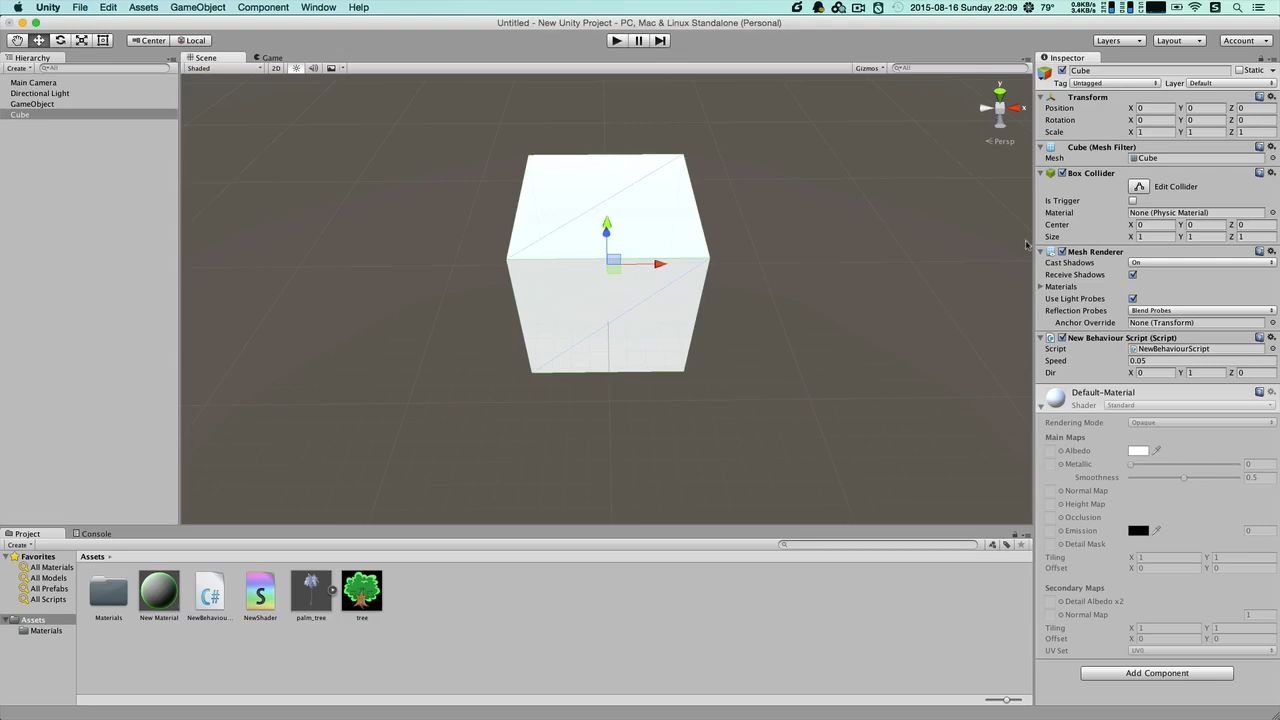 Unity File Edit Assets GameObject Component Window Help 2015-08-16 Sunday 22:09 79°
Untitled - New Unity Project - PC, Mac & Linux Standalone (Personal)
Center Local Layers Layout Account
Hierarchy
Create All
Main Camera
Directional Light
GameObject
Cube
Scene Game
Shaded 2D Gizmos All
y
x
Persp
Inspector
Cube Static
Tag Untagged Layer Default
Transform
Position X 0 Y 0 Z 0
Rotation X 0 Y 0 Z 0
Scale X 1 Y 1 Z 1
Cube (Mesh Filter)
Mesh Cube
Box Collider
Edit Collider
Is Trigger
Material None (Physic Material)
Center X 0 Y 0 Z 0
Size X 1 Y 1 Z 1
Mesh Renderer
Cast Shadows On
Receive Shadows
Materials
Use Light Probes
Reflection Probes Blend Probes
Anchor Override None (Transform)
New Behaviour Script (Script)
Script NewBehaviourScript
Speed 0.05
Dir X 0 Y 1 Z 0
Default-Material
Shader Standard
Rendering Mode Opaque
Main Maps
Albedo
Metallic 0
Smoothness 0.5
Normal Map
Height Map
Occlusion
Emission 0
Detail Mask
Tiling X 1 Y 1
Offset X 0 Y 0
Secondary Maps
Detail Albedo x2
Normal Map 1
Tiling X 1 Y 1
Offset X 0 Y 0
UV Set UV0
Add Component
Project Console
Create
Favorites
All Materials
All Models
All Prefabs
All Scripts
Assets
Materials
Assets
C#
S
Materials New Material NewBehaviou... NewShader palm_tree tree